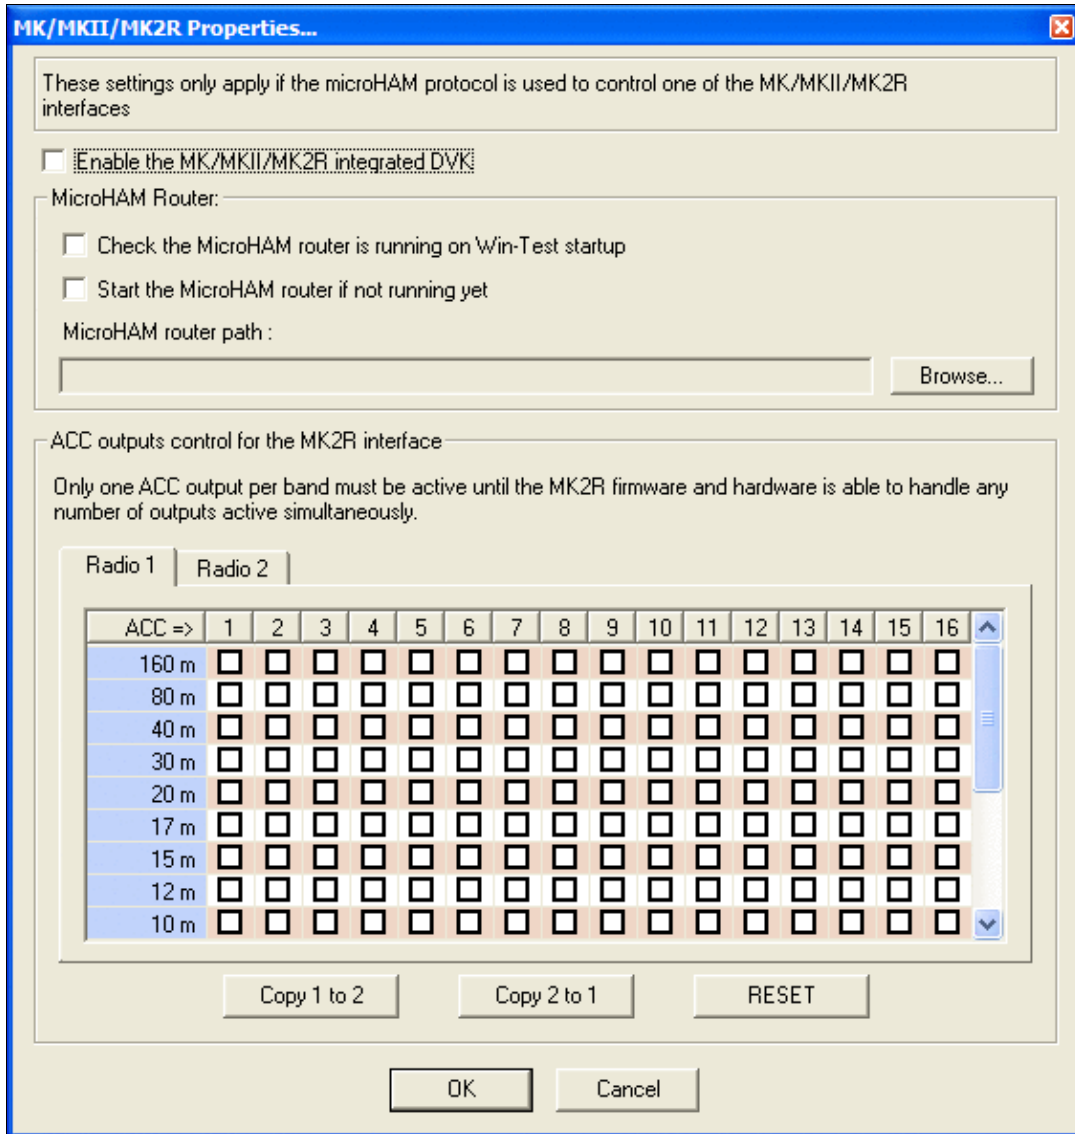 MK/MKII/MK2R Properties...
These settings only apply if the microHAM protocol is used to control one of the MK/MKII/MK2R
interfaces
Enable the MK/MKII/MK2R integrated DVK
MicroHAM Router:
Check the MicroHAM router is running on Win-Test startup
Start the MicroHAM router if not running yet
MicroHAM router path :
Browse...
ACC outputs control for the MK2R interface
Only one ACC output per band must be active until the MK2R firmware and hardware is able to handle any
number of outputs active simultaneously.
Radio 1 Radio 2
ACC => 1 2 3 4 5 6 7 8 9 10 11 12 13 14 15 16
160 m
80 m
40 m
30 m
20 m
17 m
15 m
12 m
10 m
Copy 1 to 2 Copy 2 to 1 RESET
OK Cancel